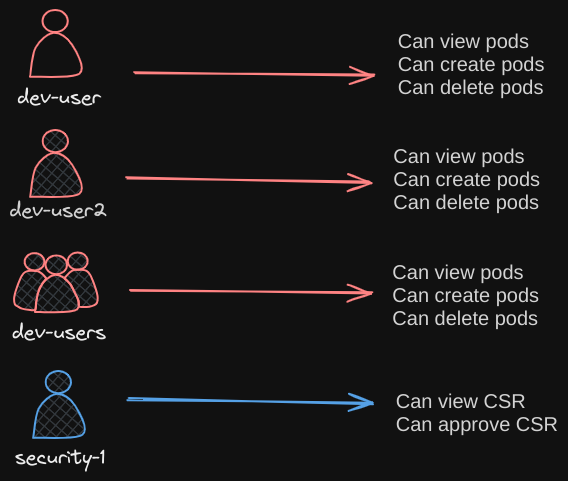 Can view pods
Can create pods
Can delete pods
dev-user
Can view pods
Can create pods
Can delete pods
dev-user2
Can view pods
Can create pods
Can delete pods
dev-users
Can view CSR
Can approve CSR
security-1